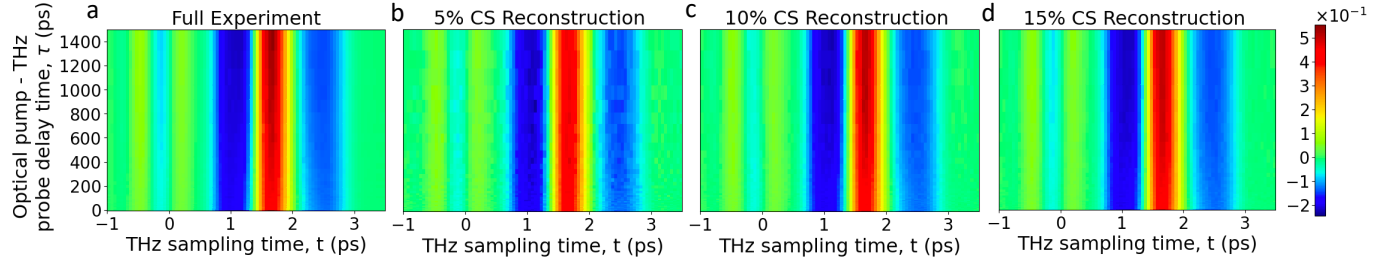 a Full Experiment
b 5% CS Reconstruction
c 10% CS Reconstruction
d 15% CS Reconstruction
×10⁻¹
Optical pump - THz
probe delay time, τ (ps)
1400
1200
1000
800
600
400
200
0
−1 0 1 2 3
−1 0 1 2 3
−1 0 1 2 3
−1 0 1 2 3
THz sampling time, t (ps)
THz sampling time, t (ps)
THz sampling time, t (ps)
THz sampling time, t (ps)
5
4
3
2
1
0
−1
−2